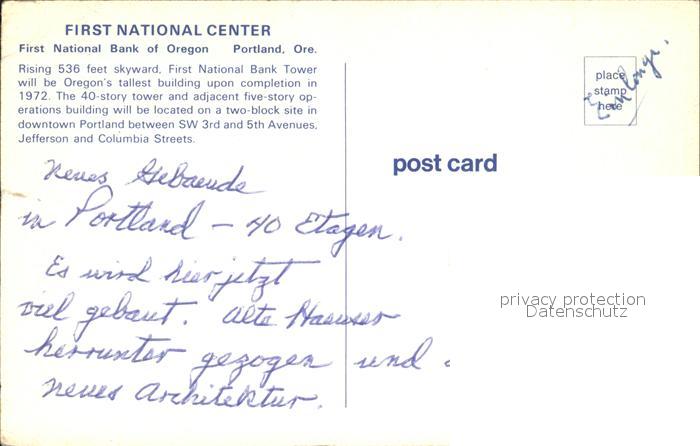 FIRST NATIONAL CENTER
First National Bank of Oregon Portland, Ore.
Rising 536 feet skyward, First National Bank Tower
will be Oregon's tallest building upon completion in
1972. The 40-story tower and adjacent five-story op-
erations building will be located on a two-block site in
downtown Portland between SW 3rd and 5th Avenues,
Jefferson and Columbia Streets.
place
stamp
here
post card
Neues Gebaeude
in Portland – 40 Etagen.
Es wird hier jetzt
viel gebaut. Alte Haeuser
herrunter gezogen und
neues Architektur.
privacy protection
Datenschutz